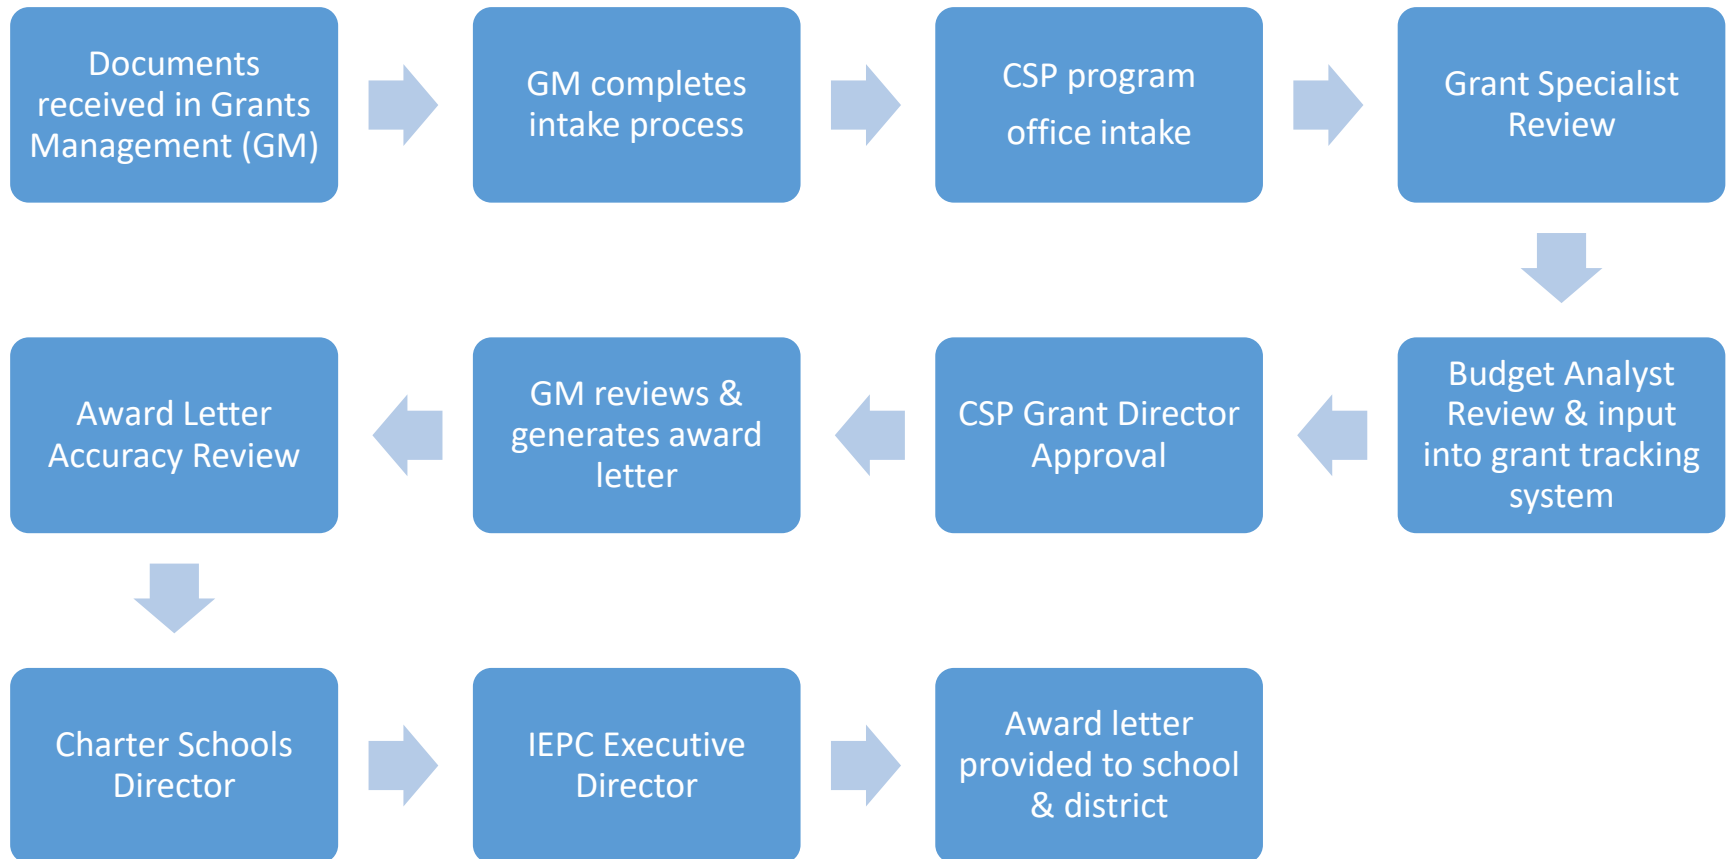 Documents
received in Grants
Management (GM)
GM completes
intake process
CSP program
office intake
Grant Specialist
Review
Budget Analyst
Review & input
into grant tracking
system
CSP Grant Director
Approval
GM reviews &
generates award
letter
Award Letter
Accuracy Review
Charter Schools
Director
IEPC Executive
Director
Award letter
provided to school
& district